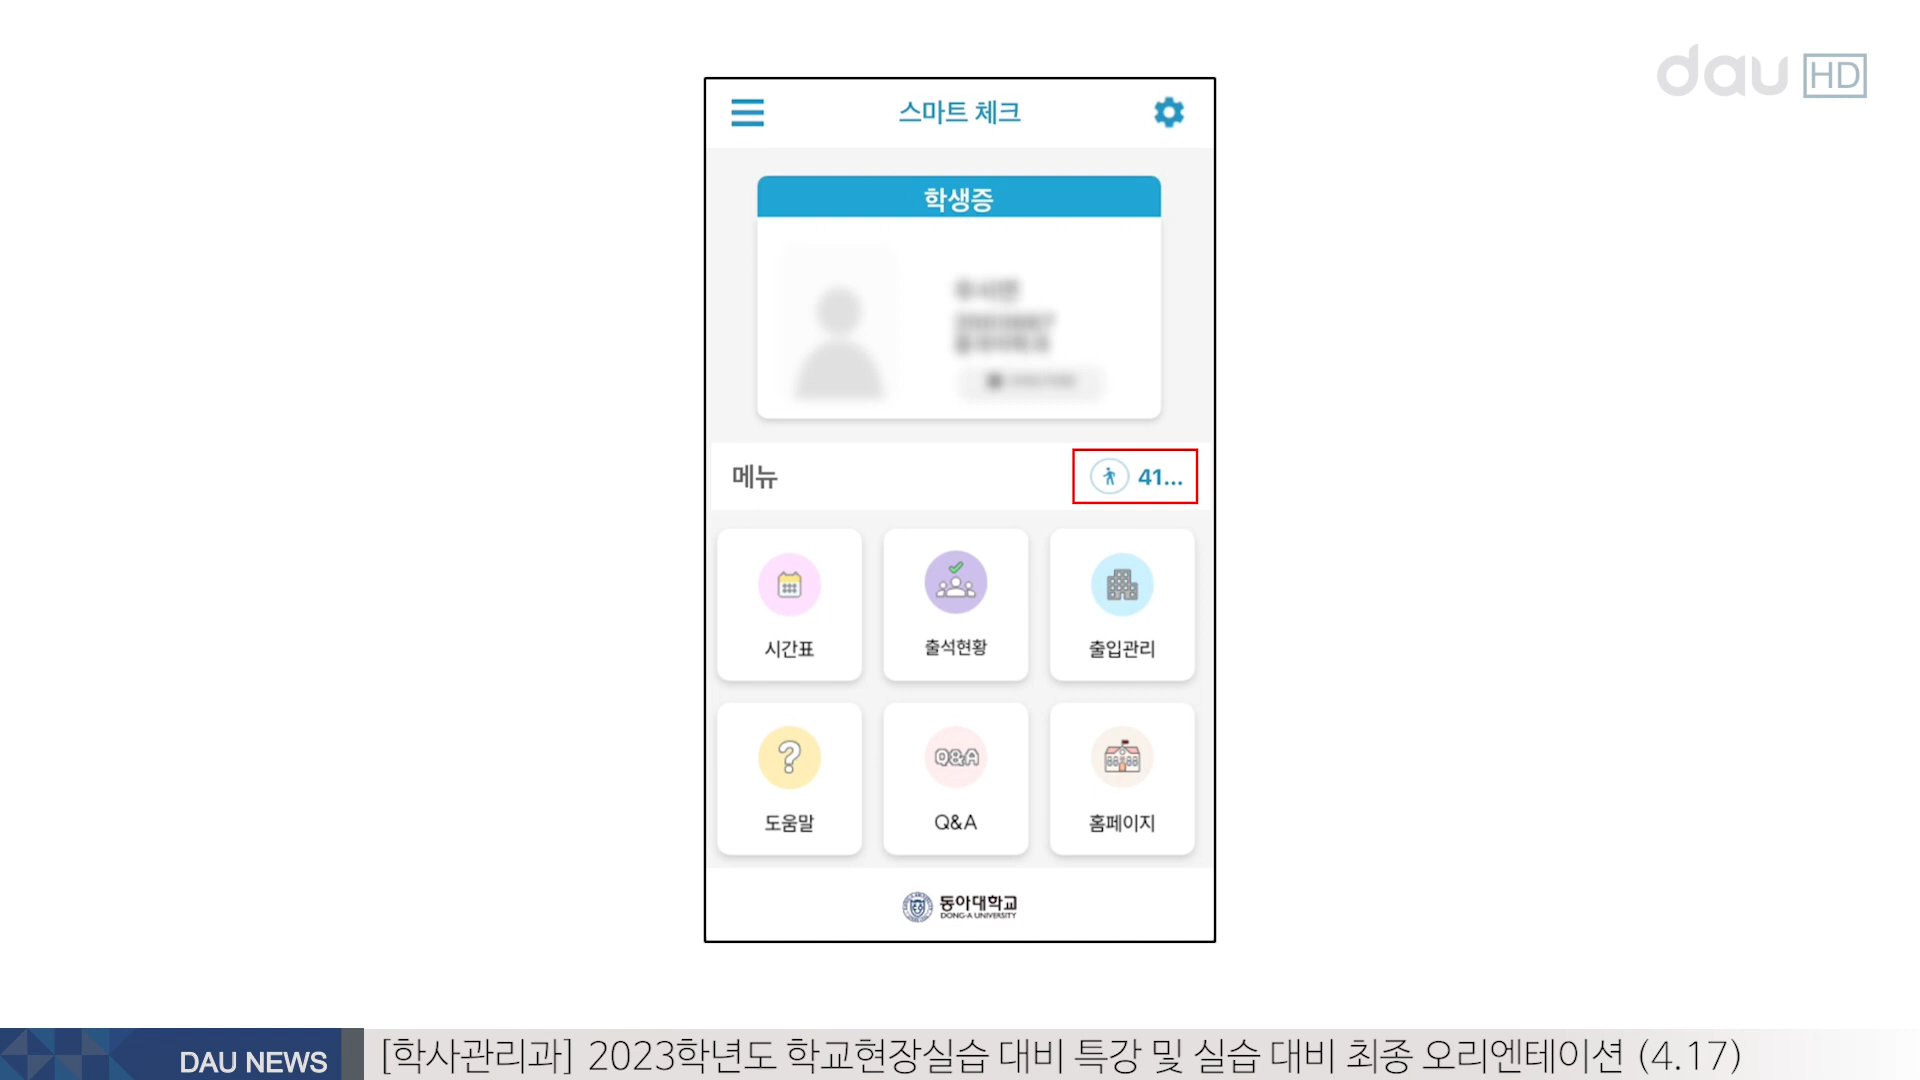 dau HD
스마트 체크
학생증
메뉴
41...
시간표
출석현황
출입관리
도움말
Q&A
Q&A
홈페이지
동아대학교
DONG-A UNIVERSITY
DAU NEWS
[학사관리과] 2023학년도 학교현장실습 대비 특강 및 실습 대비 최종 오리엔테이션 (4.17)